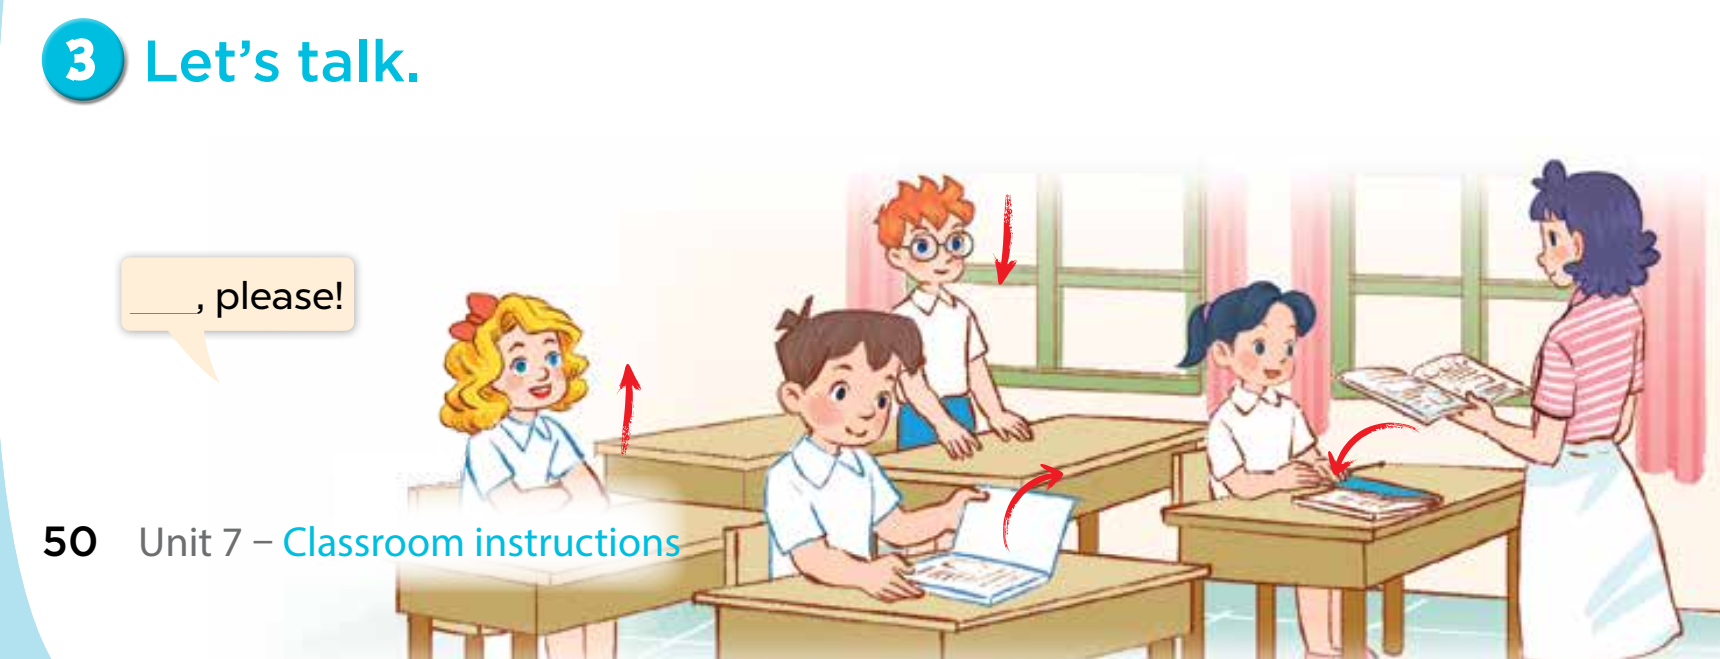 3 Let's talk.
____, please!
50 Unit 7 – Classroom instructions